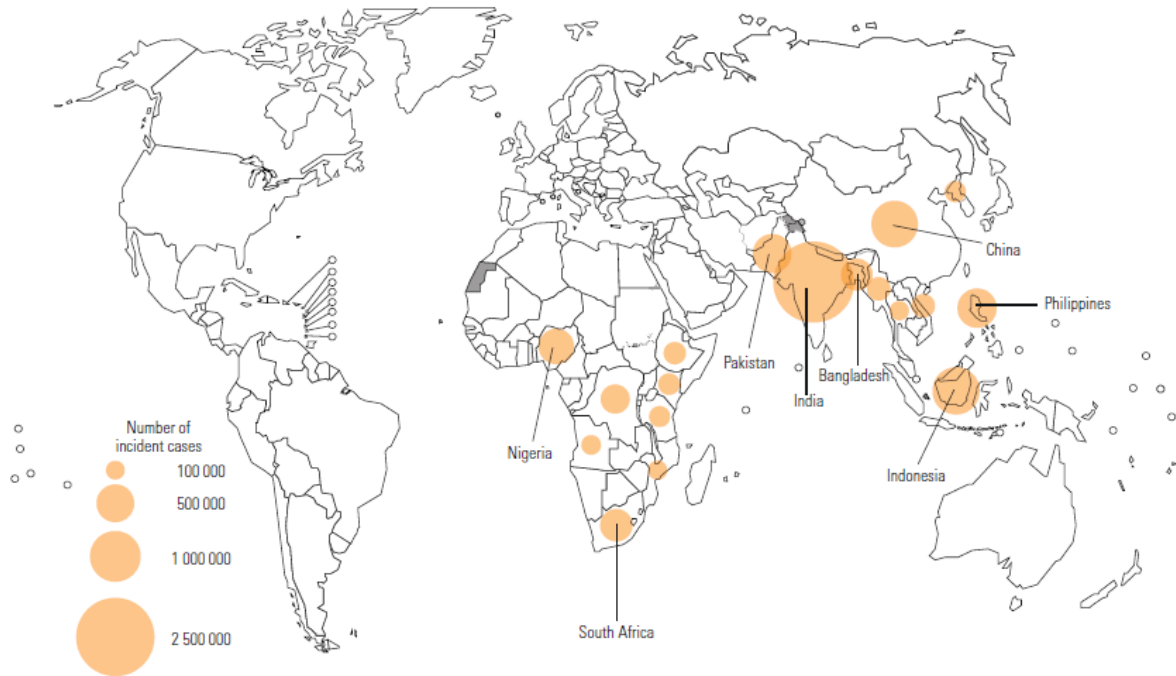 China
Philippines
Pakistan
Bangladesh
India
Nigeria
Indonesia
South Africa
Number of
incident cases
100 000
500 000
1 000 000
2 500 000